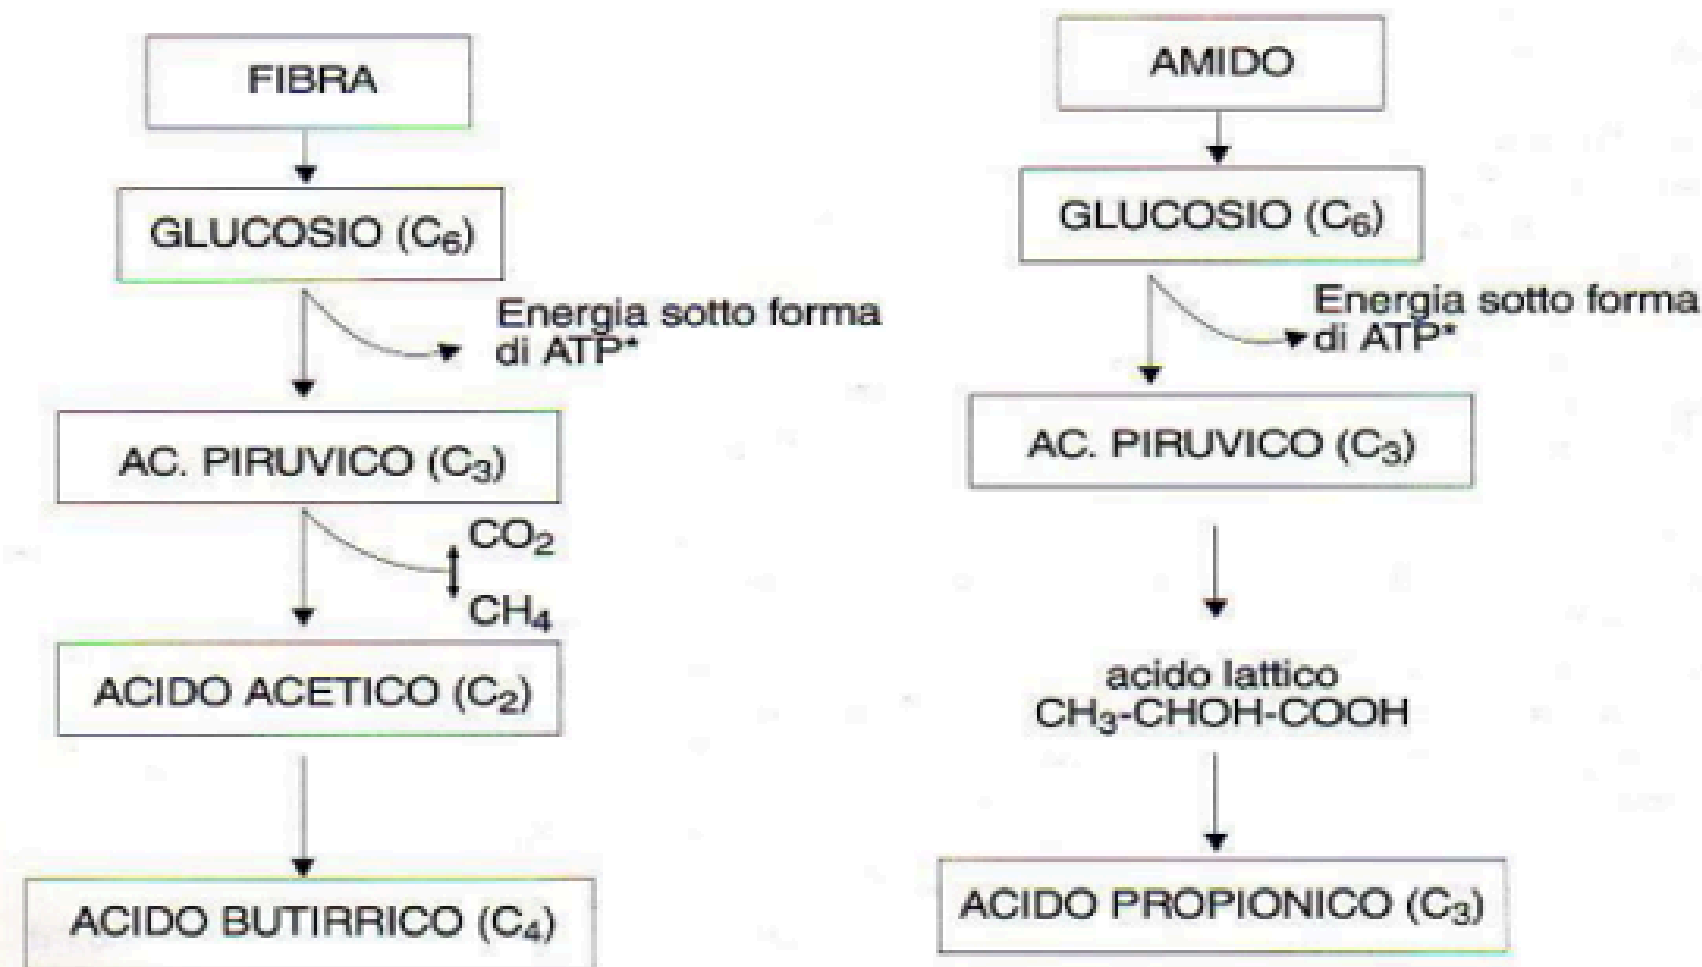 FIBRA
GLUCOSIO (C₆)
Energia sotto forma
di ATP*
AC. PIRUVICO (C₃)
CO₂
CH₄
ACIDO ACETICO (C₂)
ACIDO BUTIRRICO (C₄)
AMIDO
GLUCOSIO (C₆)
Energia sotto forma
di ATP*
AC. PIRUVICO (C₃)
acido lattico
CH₃-CHOH-COOH
ACIDO PROPIONICO (C₃)